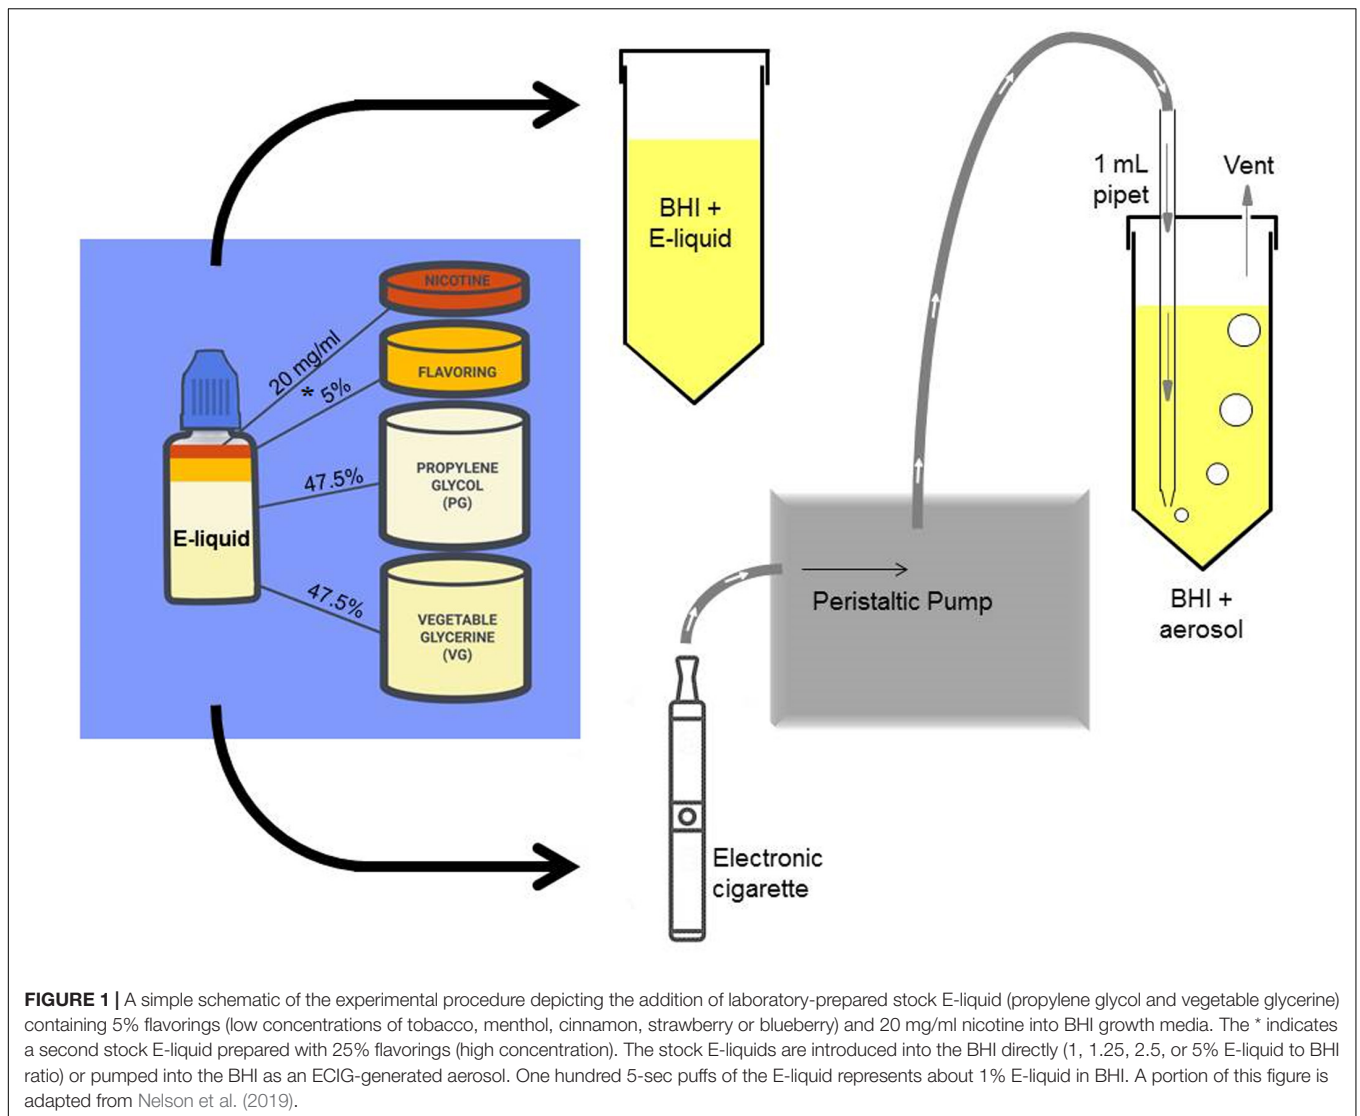 BHI +
E-liquid
1 mL
pipet
Vent
NICOTINE
20 mg/ml
FLAVORING
* 5%
PROPYLENE
GLYCOL
(PG)
47.5%
E-liquid
VEGETABLE
GLYCERINE
(VG)
47.5%
Peristaltic Pump
BHI +
aerosol
Electronic
cigarette
FIGURE 1 | A simple schematic of the experimental procedure depicting the addition of laboratory-prepared stock E-liquid (propylene glycol and vegetable glycerine)
containing 5% flavorings (low concentrations of tobacco, menthol, cinnamon, strawberry or blueberry) and 20 mg/ml nicotine into BHI growth media. The * indicates
a second stock E-liquid prepared with 25% flavorings (high concentration). The stock E-liquids are introduced into the BHI directly (1, 1.25, 2.5, or 5% E-liquid to BHI
ratio) or pumped into the BHI as an ECIG-generated aerosol. One hundred 5-sec puffs of the E-liquid represents about 1% E-liquid in BHI. A portion of this figure is
adapted from Nelson et al. (2019).